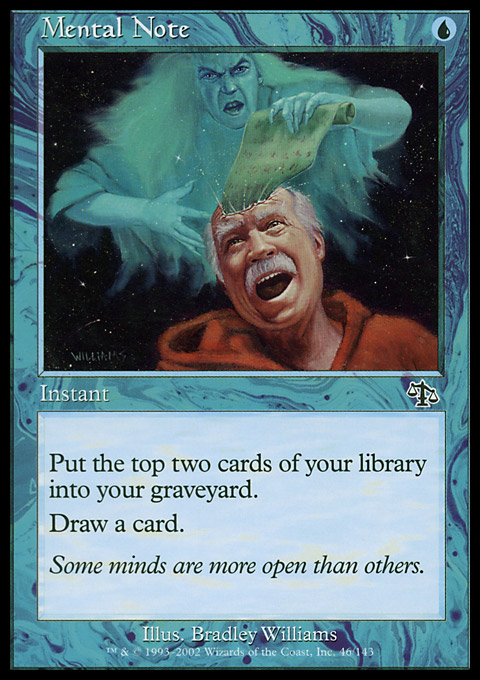 Mental Note
WILLIAMS
Instant
Put the top two cards of your library
into your graveyard.
Draw a card.
Some minds are more open than others.
Illus. Bradley Williams
™ & © 1993–2002 Wizards of the Coast, Inc. 46/143